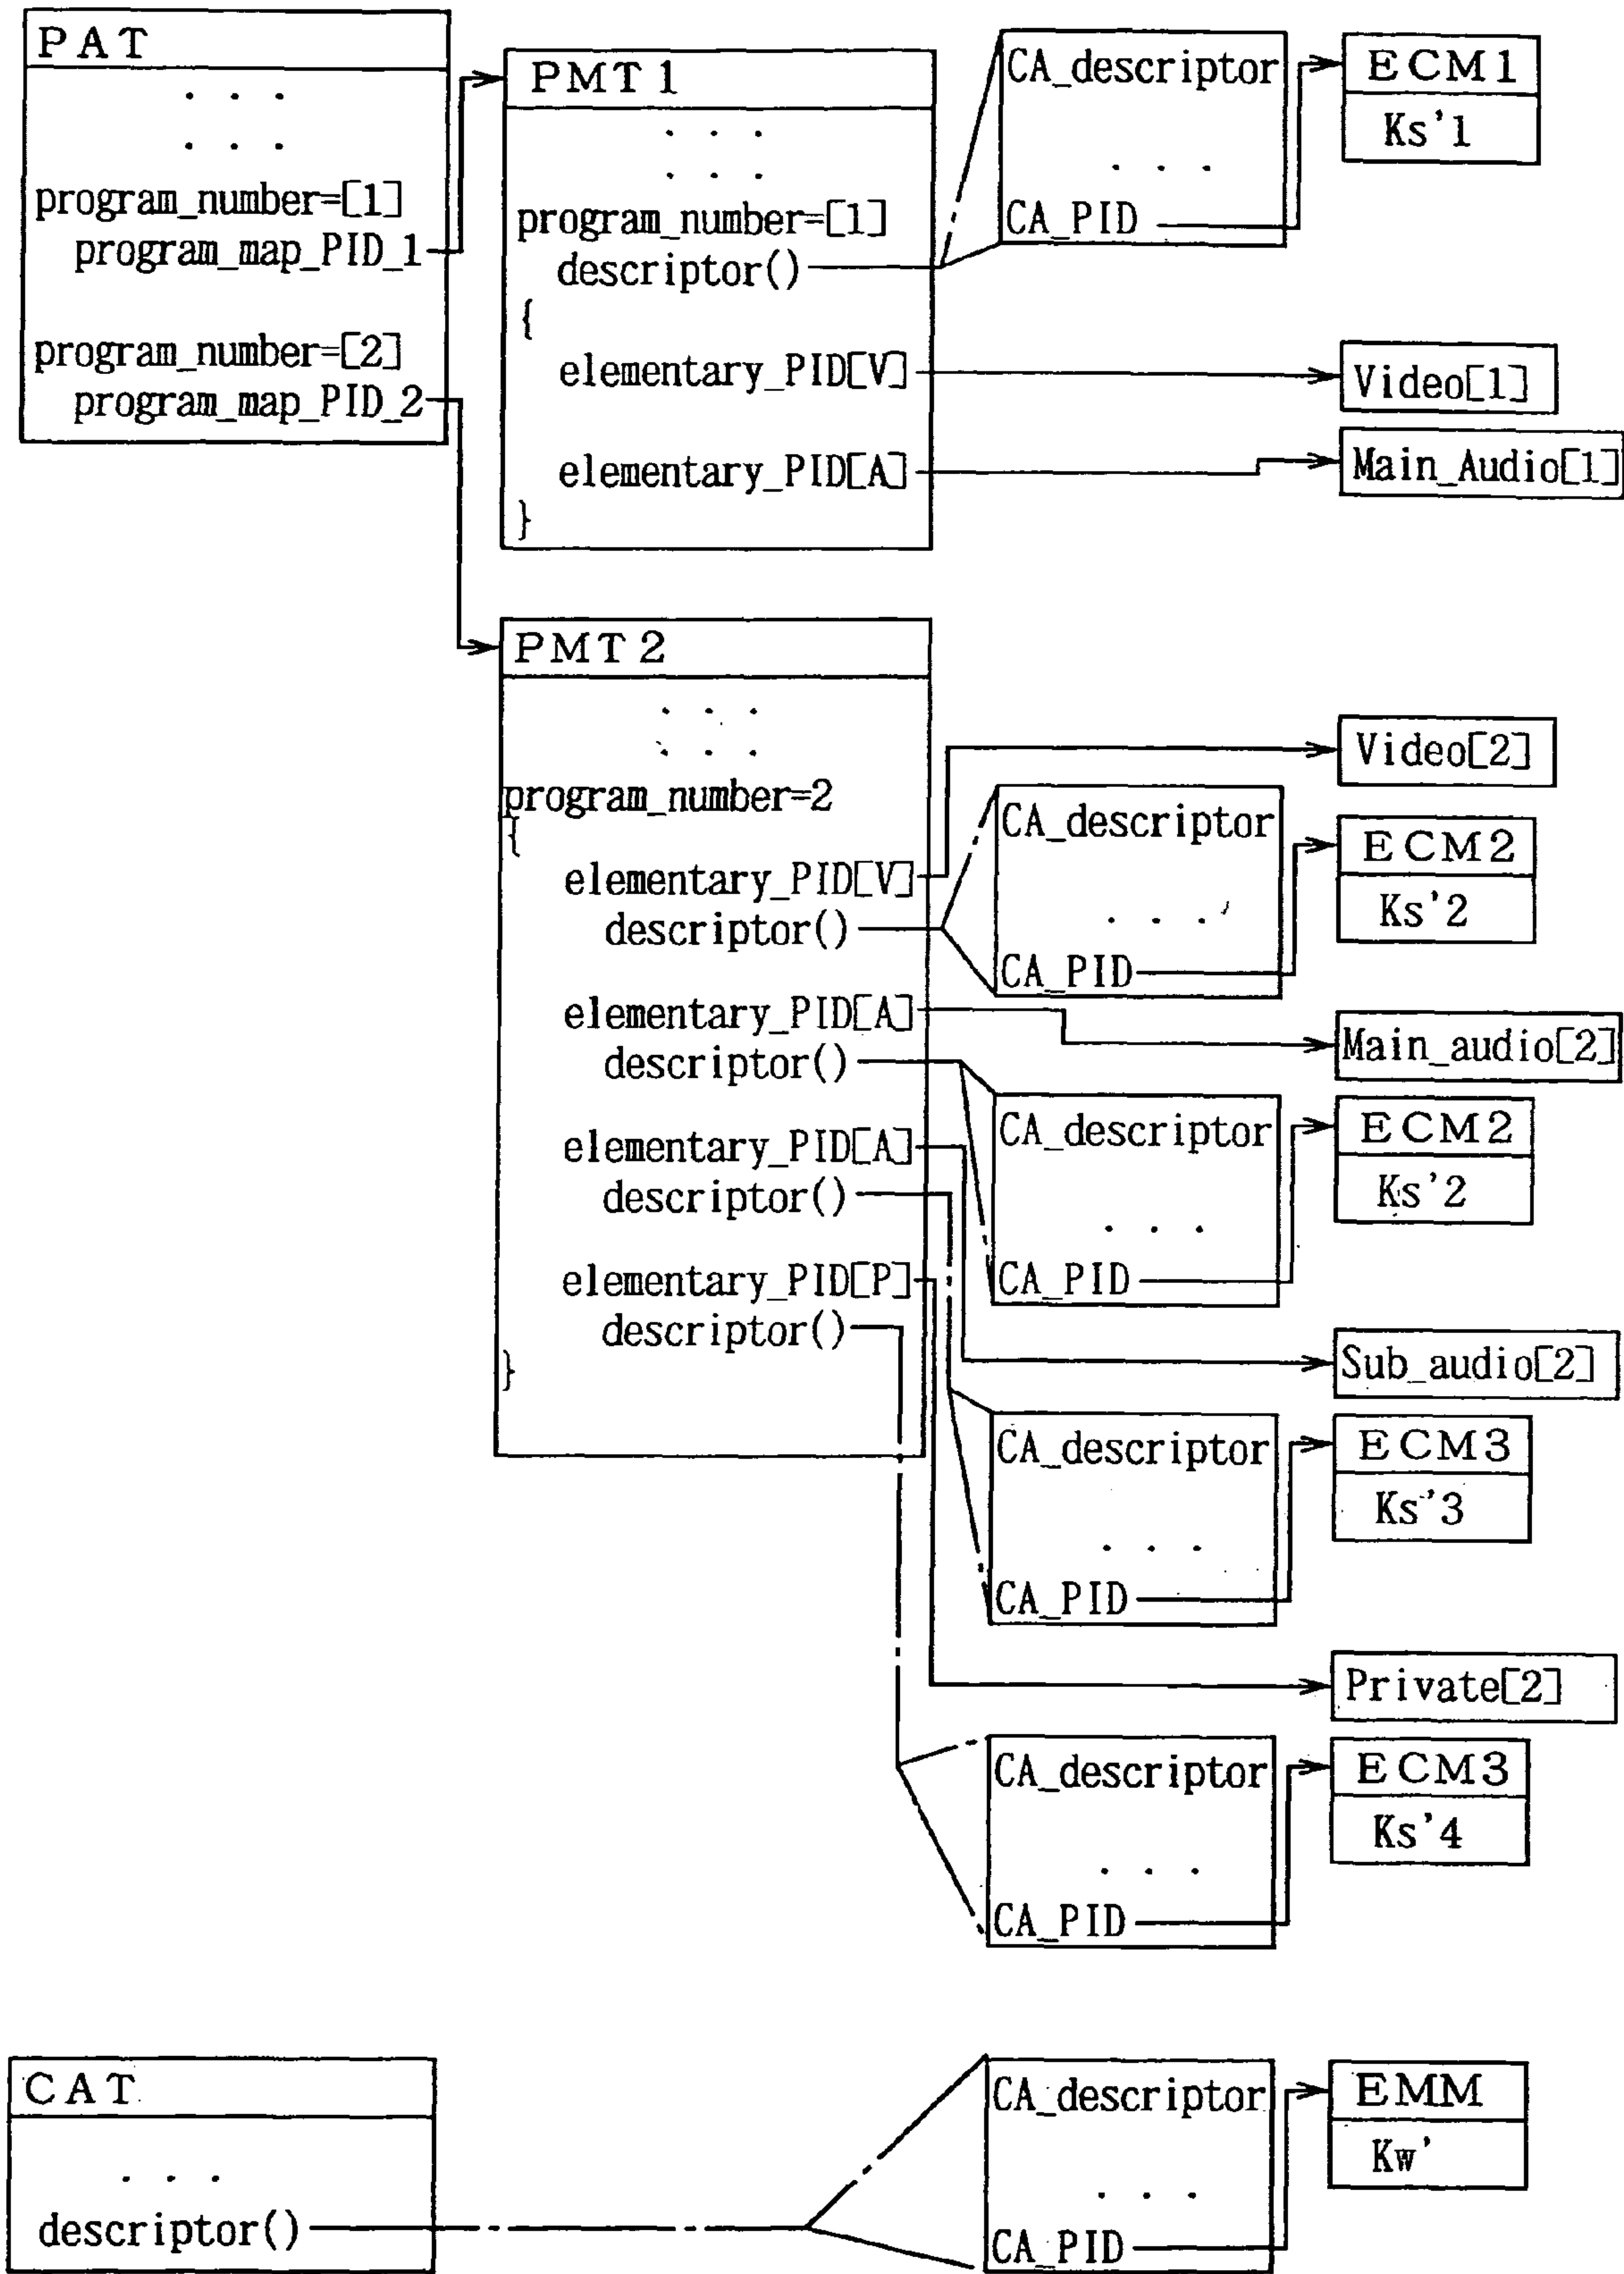 PAT
. . .
. . .
program_number=[1]
program_map_PID_1
program_number=[2]
program_map_PID_2
PMT1
. . .
. . .
program_number=[1]
descriptor()
{
elementary_PID[V]
elementary_PID[A]
}
CA_descriptor
. . .
CA_PID
ECM1
Ks'1
Video[1]
Main_Audio[1]
PMT2
. . .
. . .
program_number=2
{
elementary_PID[V]
descriptor()
elementary_PID[A]
descriptor()
elementary_PID[A]
descriptor()
elementary_PID[P]
descriptor()
}
Video[2]
CA_descriptor
. . .
CA_PID
ECM2
Ks'2
Main_audio[2]
CA_descriptor
. . .
CA_PID
ECM2
Ks'2
Sub_audio[2]
CA_descriptor
. . .
CA_PID
ECM3
Ks'3
Private[2]
CA_descriptor
. . .
CA_PID
ECM3
Ks'4
CAT
. . .
descriptor()
CA_descriptor
. . .
CA_PID
EMM
Kw'